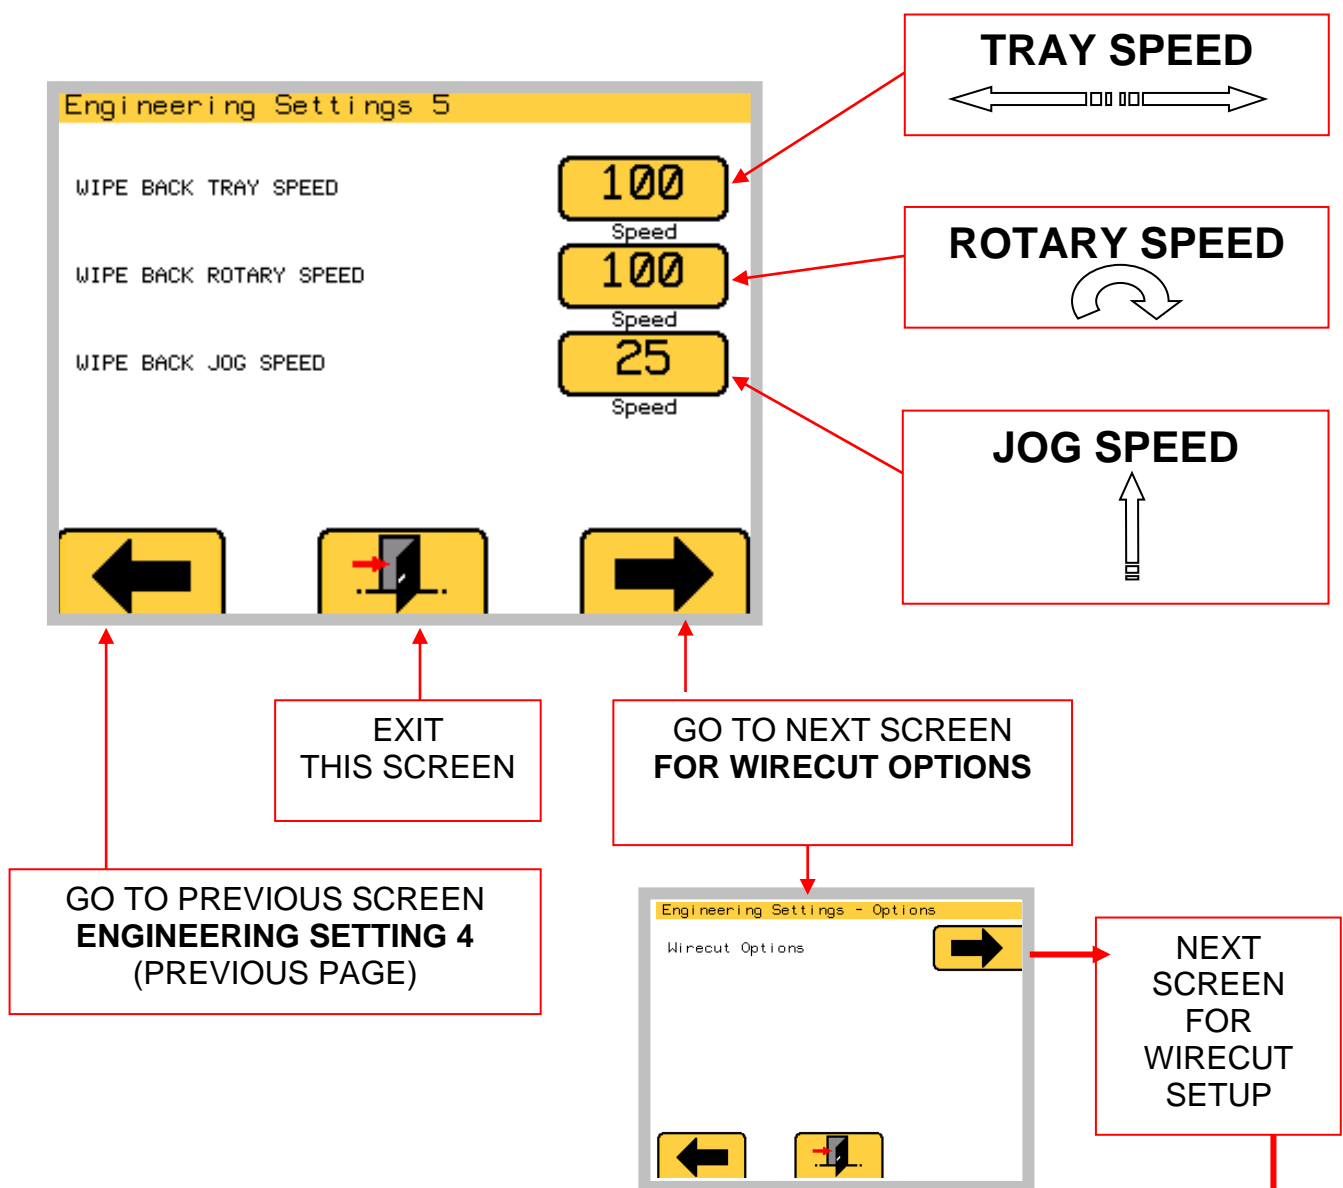 TRAY SPEED
Engineering Settings 5
WIPE BACK TRAY SPEED
100
Speed
ROTARY SPEED
WIPE BACK ROTARY SPEED
100
Speed
WIPE BACK JOG SPEED
25
Speed
JOG SPEED
EXIT
THIS SCREEN
GO TO NEXT SCREEN
FOR WIRECUT OPTIONS
GO TO PREVIOUS SCREEN
ENGINEERING SETTING 4
(PREVIOUS PAGE)
Engineering Settings - Options
Wirecut Options
NEXT
SCREEN
FOR
WIRECUT
SETUP